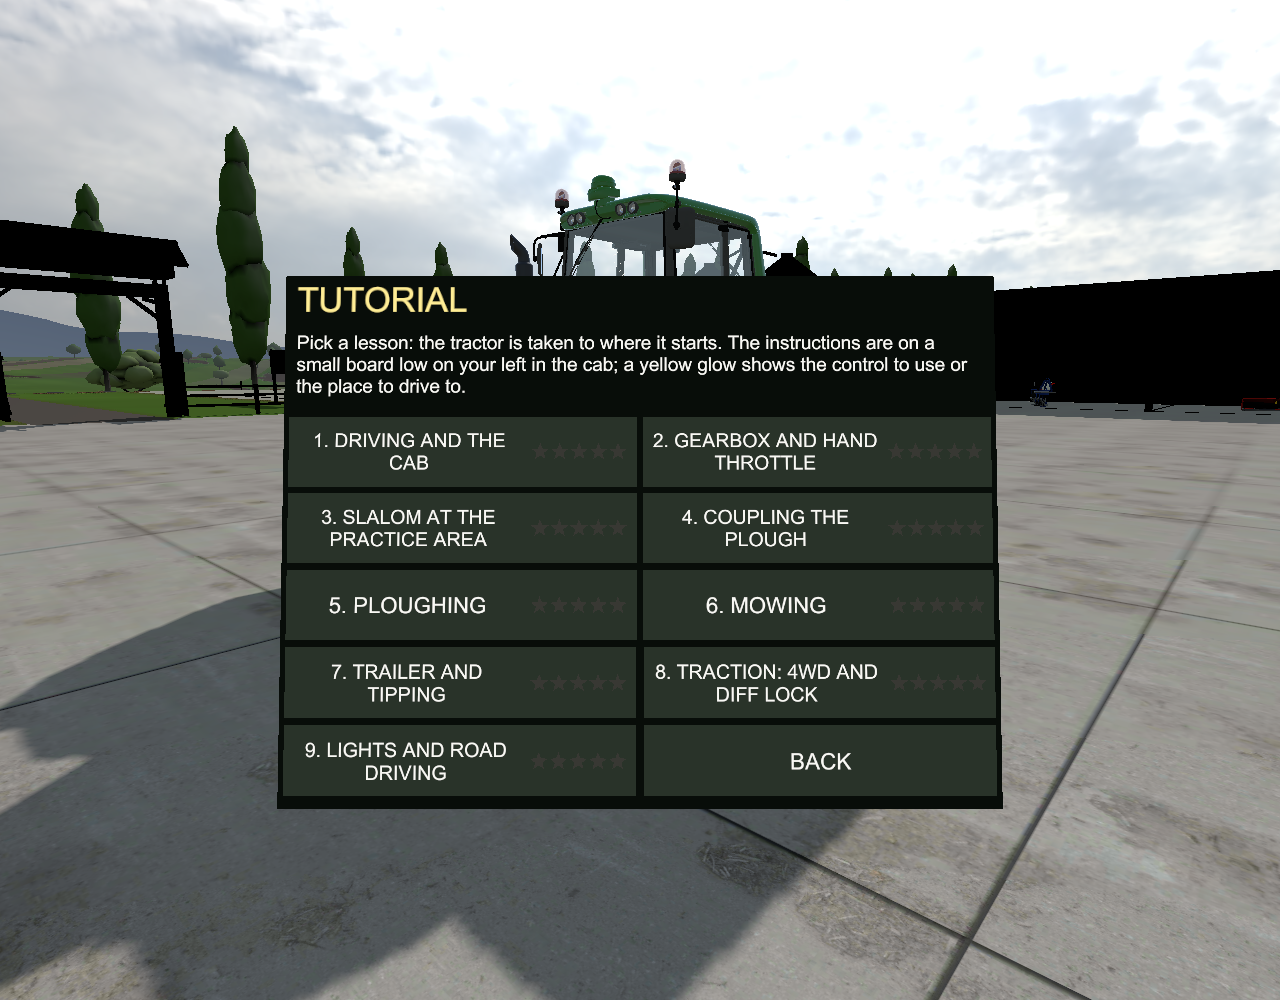 TUTORIAL
Pick a lesson: the tractor is taken to where it starts. The instructions are on a
small board low on your left in the cab; a yellow glow shows the control to use or
the place to drive to.
1. DRIVING AND THE
CAB
2. GEARBOX AND HAND
THROTTLE
3. SLALOM AT THE
PRACTICE AREA
4. COUPLING THE
PLOUGH
5. PLOUGHING
6. MOWING
7. TRAILER AND
TIPPING
8. TRACTION: 4WD AND
DIFF LOCK
9. LIGHTS AND ROAD
DRIVING
BACK